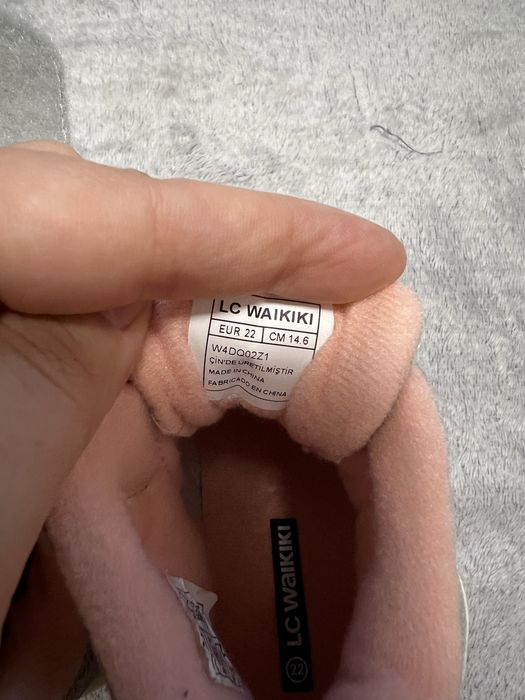 LC WAIKIKI
EUR 22 CM 14.6
W4DQ02Z1
ÇİN'DE ÜRETİLMİŞTİR
MADE IN CHINA
FABRICADO EN CHINA
LC WAIKIKI
22